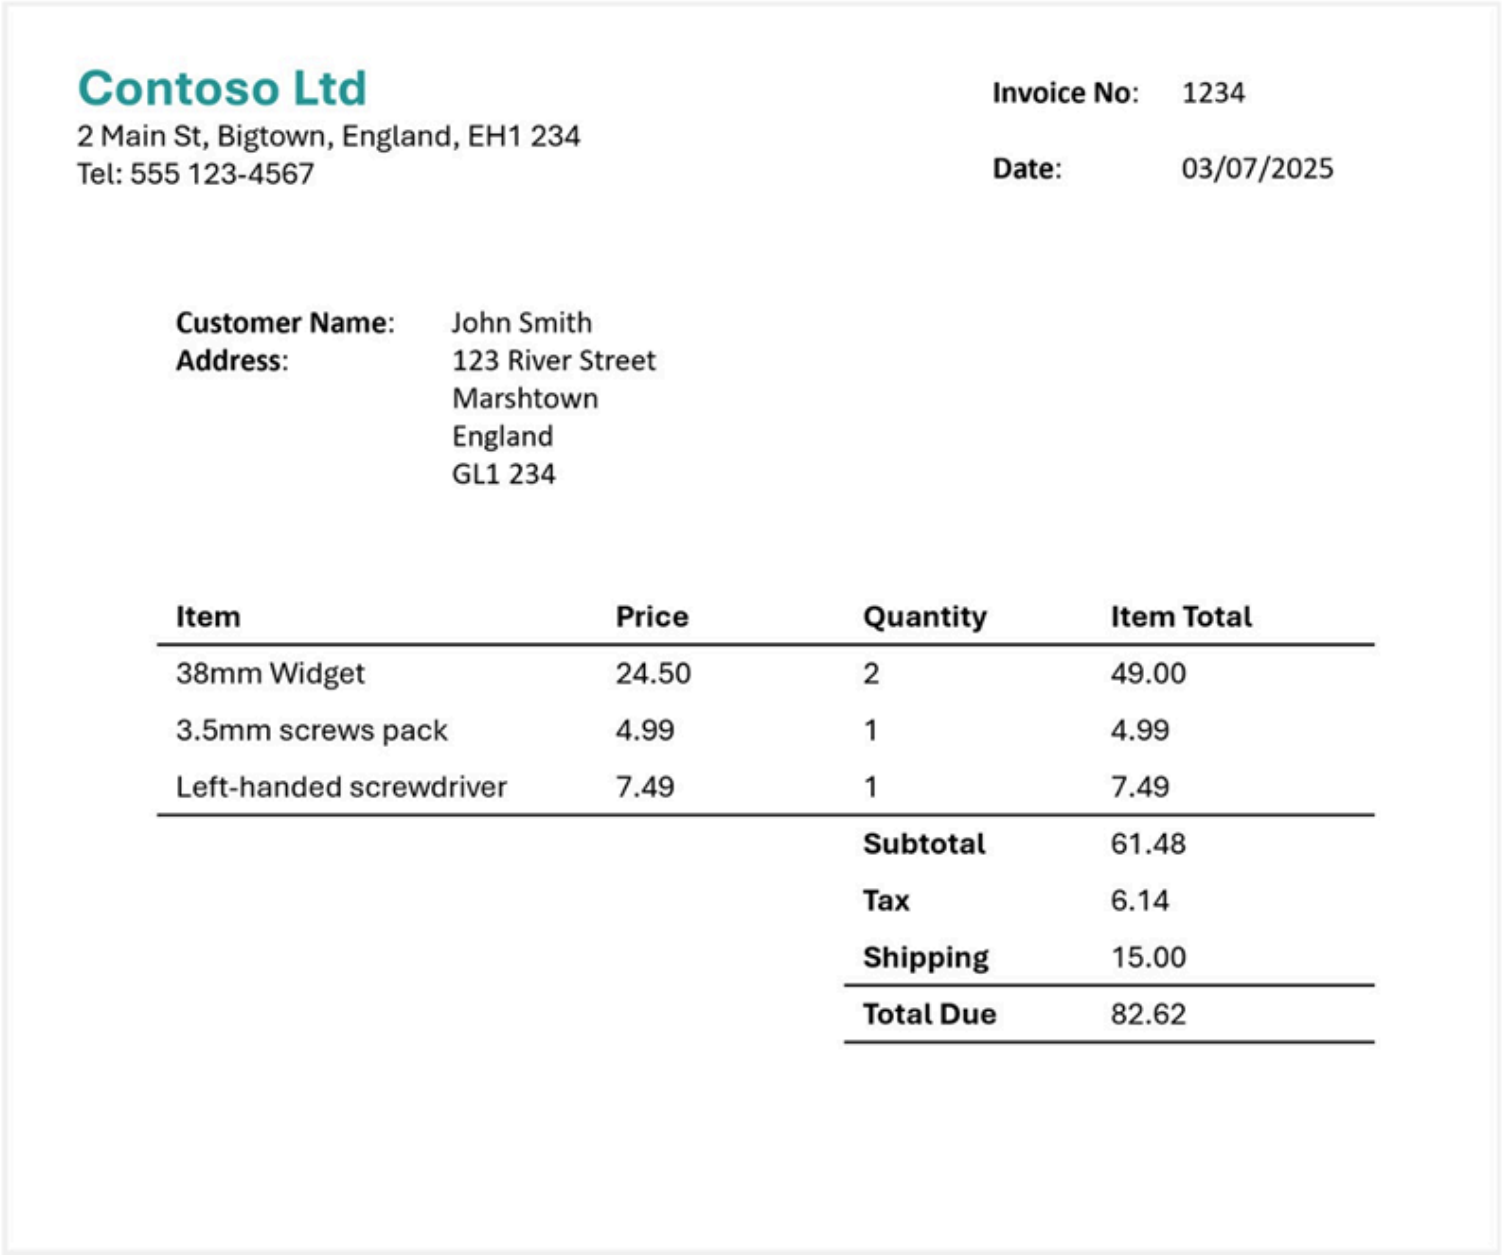 Contoso Ltd
2 Main St, Bigtown, England, EH1 234
Tel: 555 123-4567
Invoice No: 1234
Date: 03/07/2025
Customer Name: John Smith
Address: 123 River Street
Marshtown
England
GL1 234
Item Price Quantity Item Total
38mm Widget 24.50 2 49.00
3.5mm screws pack 4.99 1 4.99
Left-handed screwdriver 7.49 1 7.49
Subtotal 61.48
Tax 6.14
Shipping 15.00
Total Due 82.62